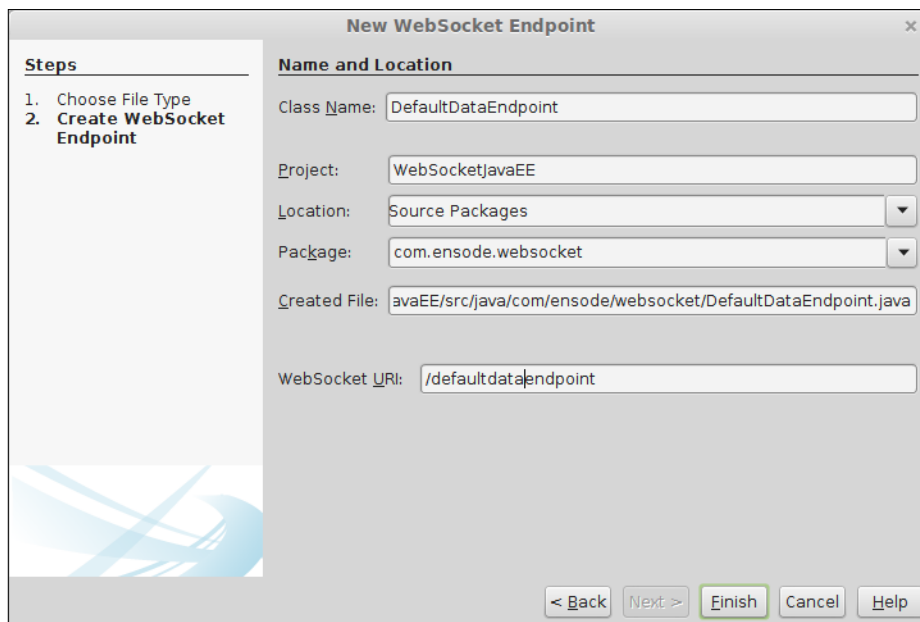 New WebSocket Endpoint
Steps
1. Choose File Type
2. Create WebSocket
Endpoint
Name and Location
Class Name: DefaultDataEndpoint
Project: WebSocketJavaEE
Location: Source Packages
Package: com.ensode.websocket
Created File: avaEE/src/java/com/ensode/websocket/DefaultDataEndpoint.java
WebSocket URI: /defaultdataendpoint
< Back Next > Finish Cancel Help